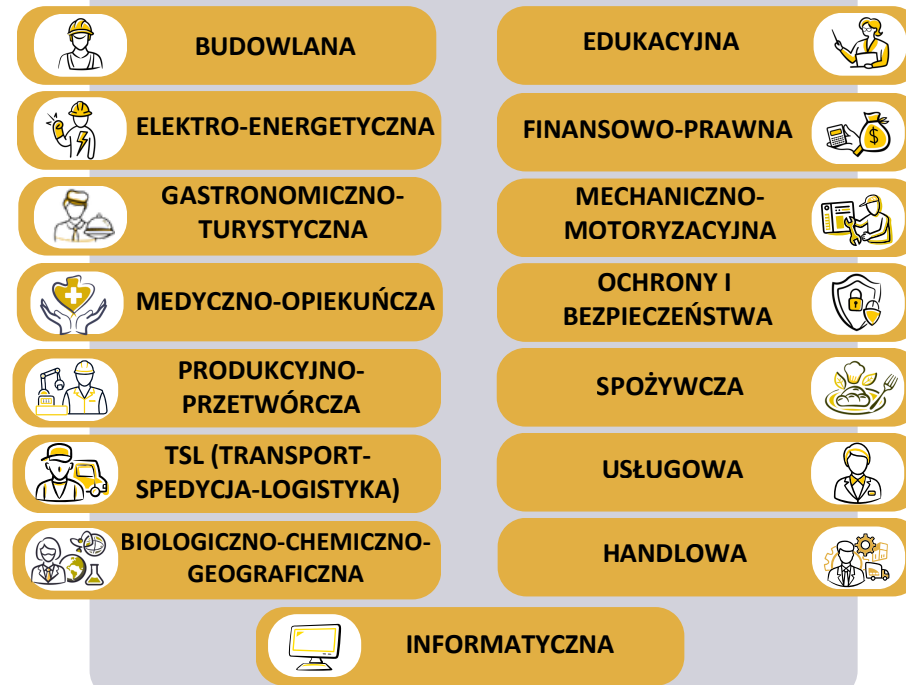 BUDOWLANA
EDUKACYJNA
ELEKTRO-ENERGETYCZNA
FINANSOWO-PRAWNA
GASTRONOMICZNO-
TURYSTYCZNA
MECHANICZNO-
MOTORYZACYJNA
MEDYCZNO-OPIEKUŃCZA
OCHRONY I
BEZPIECZEŃSTWA
PRODUKCYJNO-
PRZETWÓRCZA
SPOŻYWCZA
TSL (TRANSPORT-
SPEDYCJA-LOGISTYKA)
USŁUGOWA
BIOLOGICZNO-CHEMICZNO-
GEOGRAFICZNA
HANDLOWA
INFORMATYCZNA